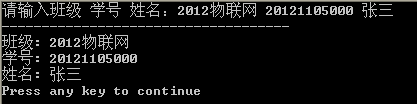 请输入班级 学号 姓名：2012物联网 20121105000 张三
------------------------------------
班级：2012物联网
学号：20121105000
姓名：张三
Press any key to continue